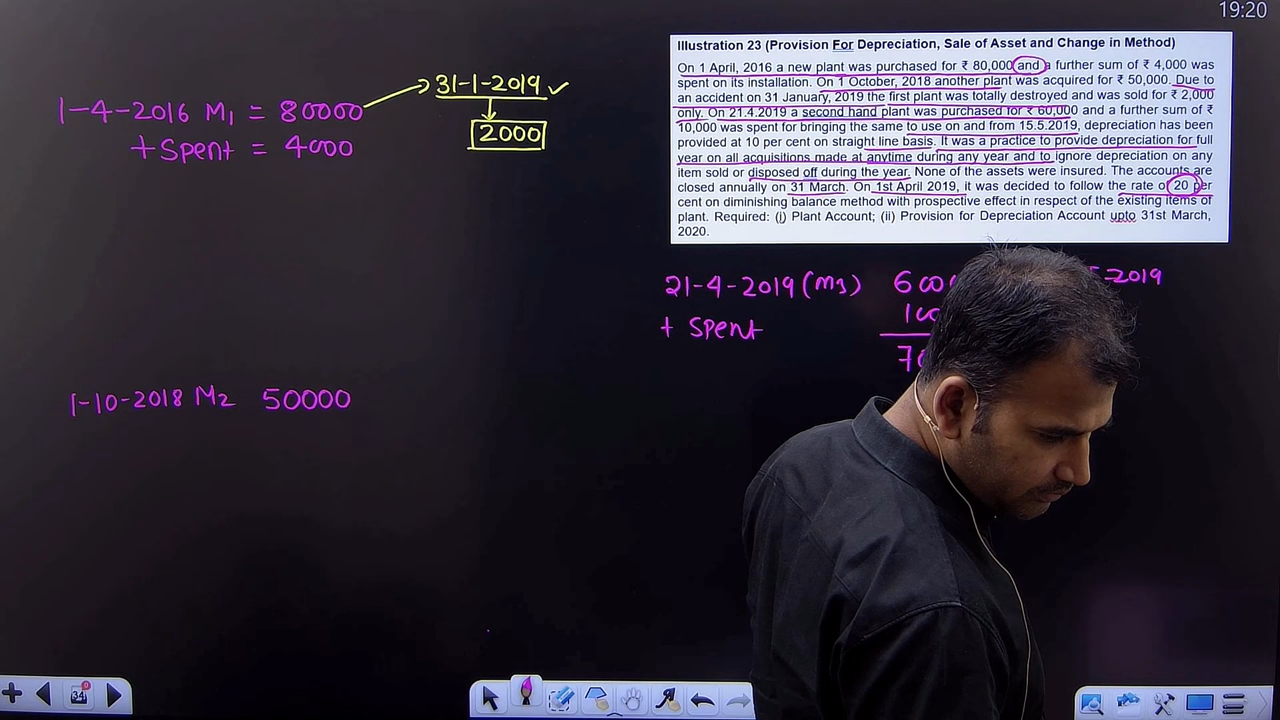 19:20
Illustration 23 (Provision For Depreciation, Sale of Asset and Change in Method)
On 1 April, 2016 a new plant was purchased for ₹ 80,000 and a further sum of ₹ 4,000 was
spent on its installation. On 1 October, 2018 another plant was acquired for ₹ 50,000. Due to
an accident on 31 January, 2019 the first plant was totally destroyed and was sold for ₹ 2,000
only. On 21.4.2019 a second hand plant was purchased for ₹ 60,000 and a further sum of ₹
10,000 was spent for bringing the same to use on and from 15.5.2019, depreciation has been
provided at 10 per cent on straight line basis. It was a practice to provide depreciation for full
year on all acquisitions made at anytime during any year and to ignore depreciation on any
item sold or disposed off during the year. None of the assets were insured. The accounts are
closed annually on 31 March. On 1st April 2019, it was decided to follow the rate of 20 per
cent on diminishing balance method with prospective effect in respect of the existing items of
plant. Required: (i) Plant Account; (ii) Provision for Depreciation Account upto 31st March,
2020.
1-4-2016 M1 = 80000
31-1-2019 ✓
+ Spent = 4000
2000
21-4-2019 (M3)
-2019
+ Spent
1-10-2018 M2 50000
34